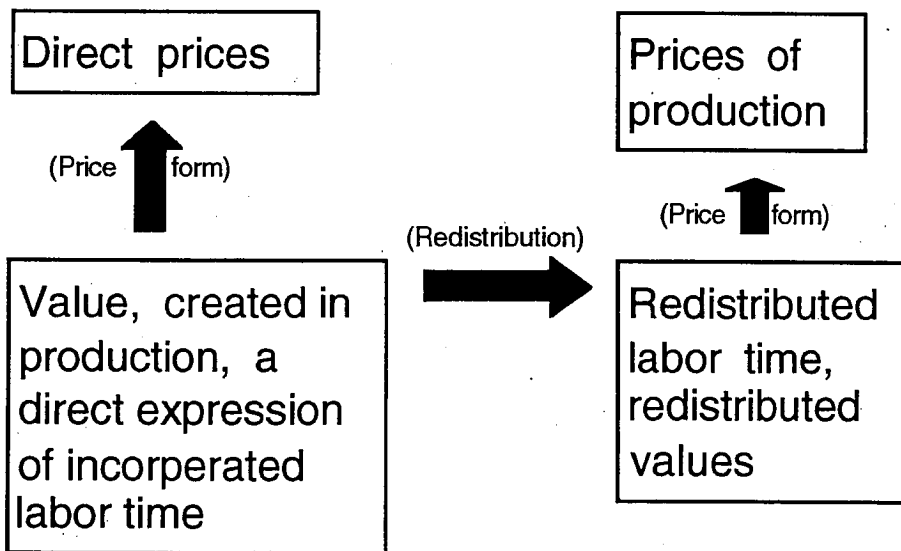 Direct prices
Prices of
production
(Price form)
(Price form)
(Redistribution)
Value, created in
production, a
direct expression
of incorperated
labor time
Redistributed
labor time,
redistributed
values